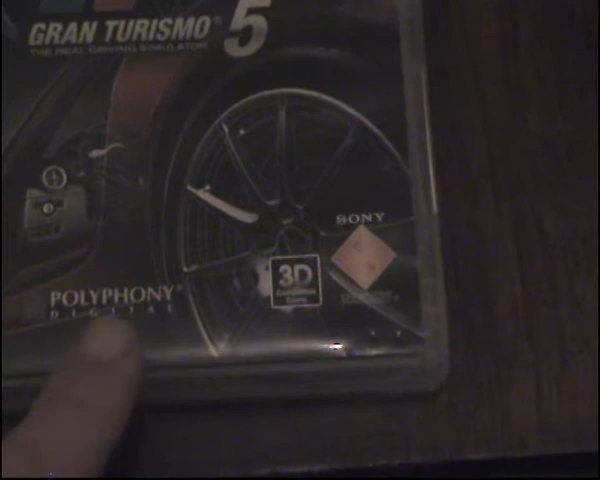 GRAN TURISMO 5
THE REAL DRIVING SIMULATOR
SONY
3D
POLYPHONY
DIGITAL